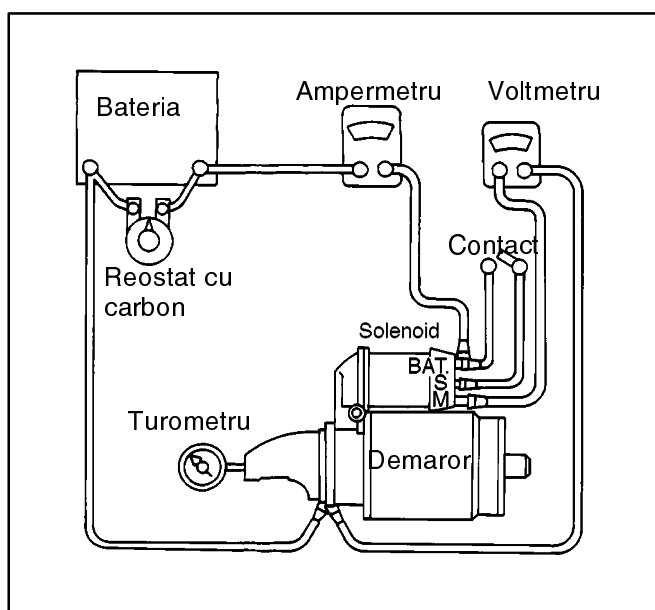 Ampermetru
Voltmetru
Bateria
Contact
Reostat cu
carbon
Solenoid
BAT.
S
M
Turometru
Demaror